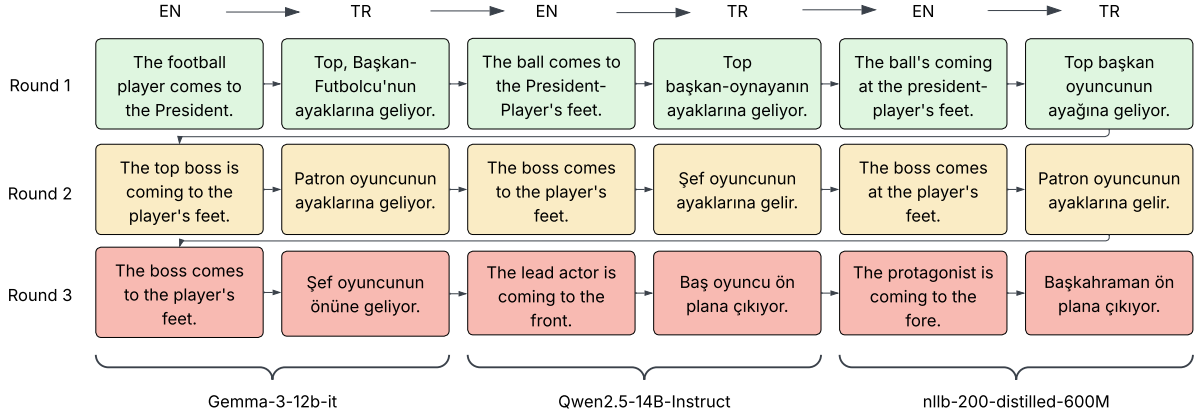 EN
TR
EN
TR
EN
TR
Round 1
The football
player comes to
the President.
Top, Başkan-
Futbolcu'nun
ayaklarına geliyor.
The ball comes to
the President-
Player's feet.
Top
başkan-oynayanın
ayaklarına geliyor.
The ball's coming
at the president-
player's feet.
Top başkan
oyuncunun
ayağına geliyor.
Round 2
The top boss is
coming to the
player's feet.
Patron oyuncunun
ayaklarına geliyor.
The boss comes
to the player's
feet.
Şef oyuncunun
ayaklarına gelir.
The boss comes
at the player's
feet.
Patron oyuncunun
ayaklarına gelir.
Round 3
The boss comes
to the player's
feet.
Şef oyuncunun
önüne geliyor.
The lead actor is
coming to the
front.
Baş oyuncu ön
plana çıkıyor.
The protagonist is
coming to the
fore.
Başkahraman ön
plana çıkıyor.
Gemma-3-12b-it
Qwen2.5-14B-Instruct
nllb-200-distilled-600M